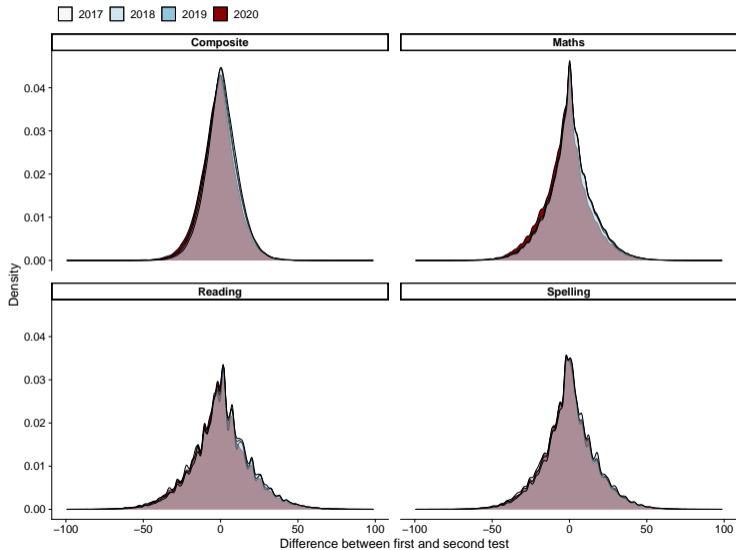 2017 2018 2019 2020
Composite Maths
0.04
0.03
0.02
0.01
0.00
Density
Reading Spelling
0.04
0.03
0.02
0.01
0.00
−100 −50 0 50 100 −100 −50 0 50 100
Difference between first and second test